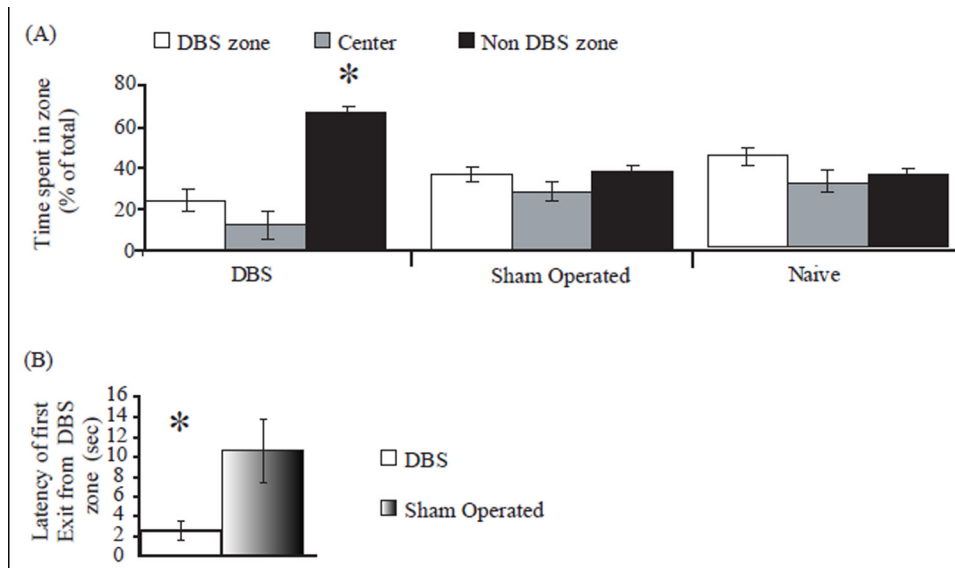 (A)
DBS zone Center Non DBS zone
*
Time spent in zone
(% of total)
80
60
40
20
0
DBS Sham Operated Naive
(B)
Latency of first
Exit from DBS
zone (sec)
16
14
12
10
8
6
4
2
0
*
DBS
Sham Operated